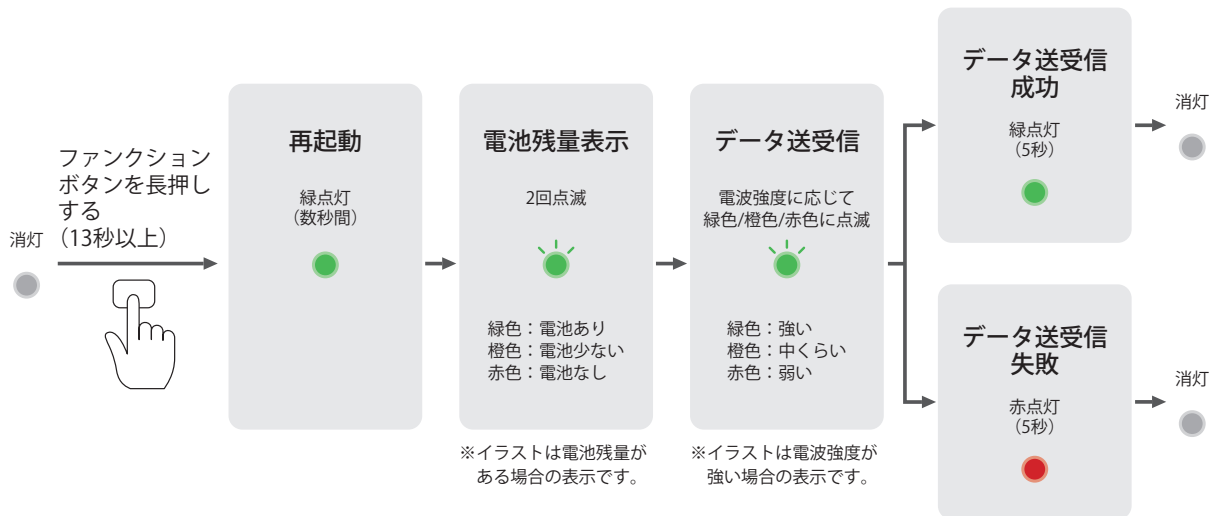 消灯
ファンクション
ボタンを長押し
する
（13秒以上）
再起動
緑点灯
（数秒間）
電池残量表示
2回点滅
緑色：電池あり
橙色：電池少ない
赤色：電池なし
※イラストは電池残量が
ある場合の表示です。
データ送受信
電波強度に応じて
緑色/橙色/赤色に点滅
緑色：強い
橙色：中くらい
赤色：弱い
※イラストは電波強度が
強い場合の表示です。
データ送受信
成功
緑点灯
（5秒）
消灯
データ送受信
失敗
赤点灯
（5秒）
消灯